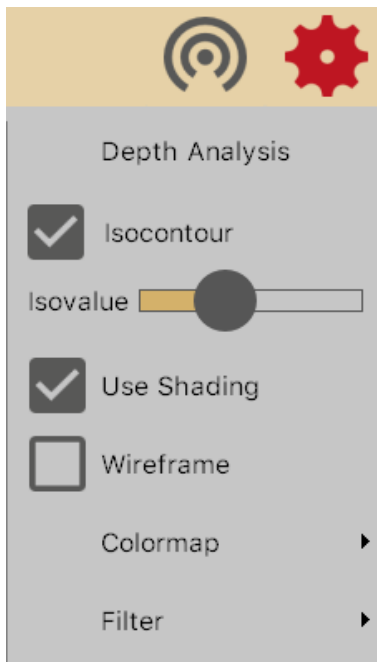 Depth Analysis
Isocontour
Isovalue
Use Shading
Wireframe
Colormap
Filter